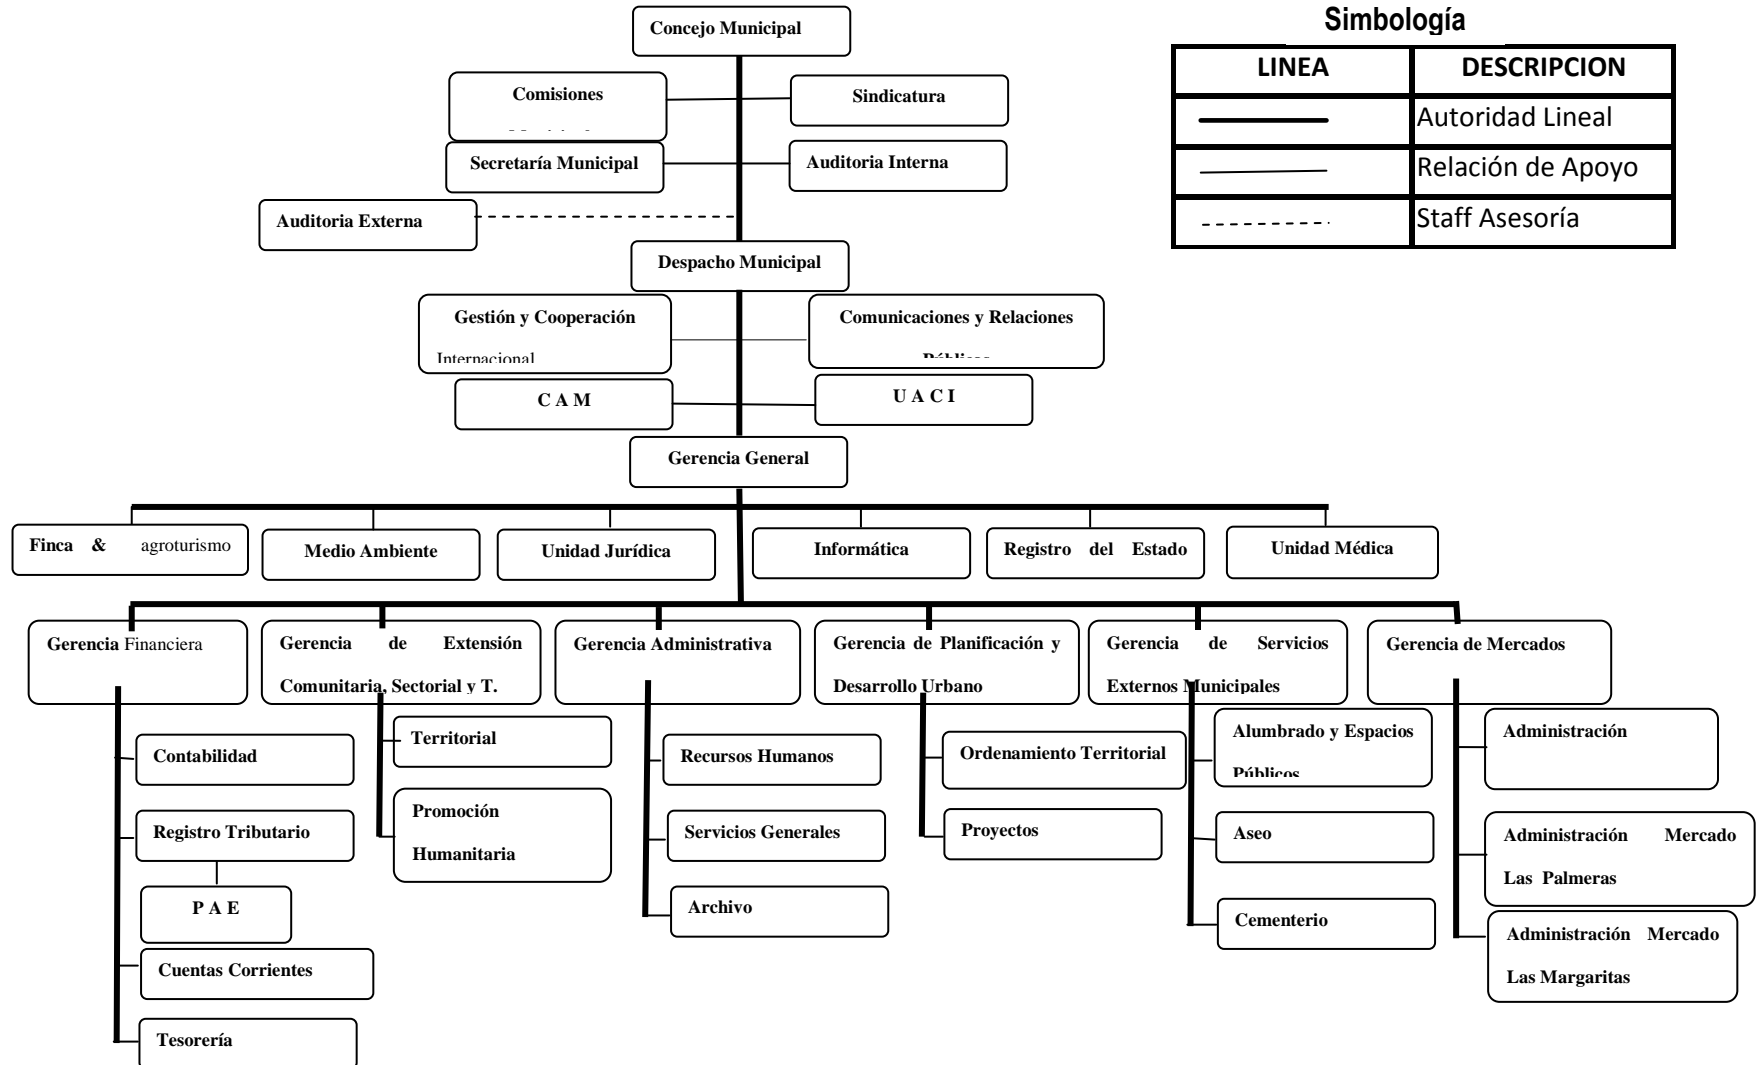 Simbología
LINEA DESCRIPCION
Autoridad Lineal
Relación de Apoyo
Staff Asesoría
Concejo Municipal
Comisiones
Sindicatura
Secretaría Municipal
Auditoria Interna
Auditoria Externa
Despacho Municipal
Gestión y Cooperación
Internacional
Comunicaciones y Relaciones
Públicas
C A M
U A C I
Gerencia General
Finca & agroturismo
Medio Ambiente
Unidad Jurídica
Informática
Registro del Estado
Unidad Médica
Gerencia Financiera
Gerencia de Extensión
Comunitaria, Sectorial y T.
Gerencia Administrativa
Gerencia de Planificación y
Desarrollo Urbano
Gerencia de Servicios
Externos Municipales
Gerencia de Mercados
Contabilidad
Registro Tributario
P A E
Cuentas Corrientes
Tesorería
Territorial
Promoción
Humanitaria
Recursos Humanos
Servicios Generales
Archivo
Ordenamiento Territorial
Proyectos
Alumbrado y Espacios
Públicos
Aseo
Cementerio
Administración
Administración Mercado
Las Palmeras
Administración Mercado
Las Margaritas